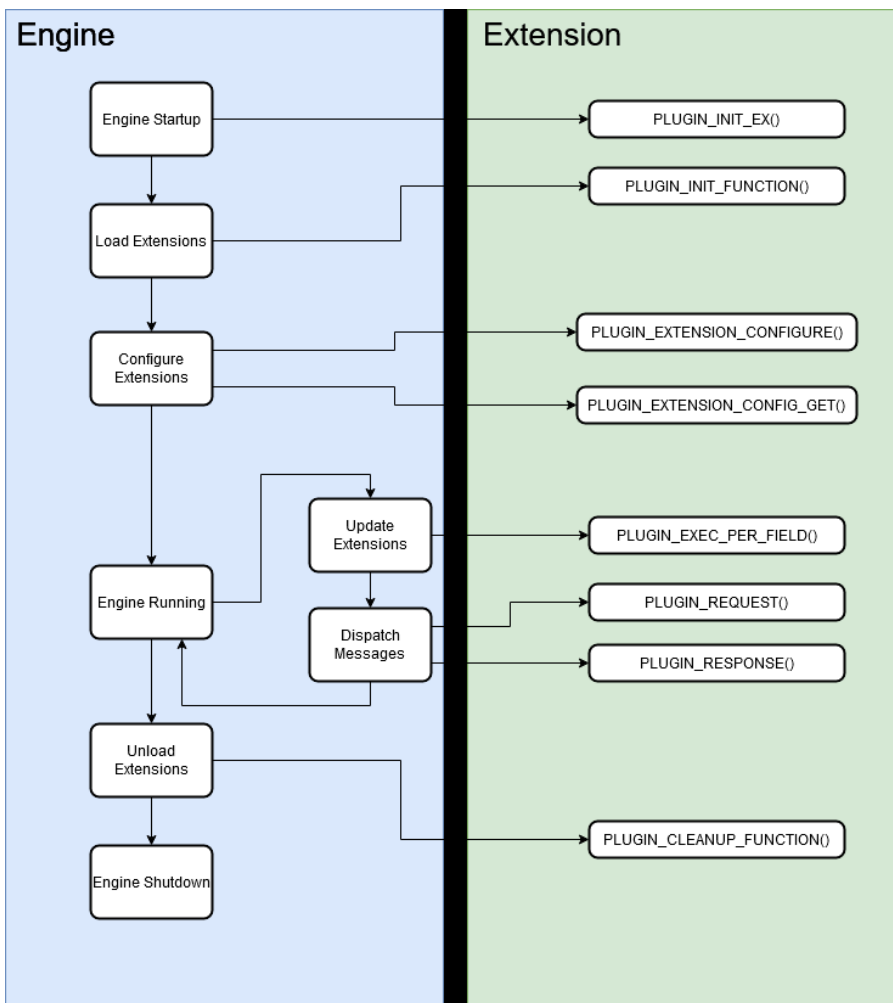 Engine
Extension
Engine Startup
PLUGIN_INIT_EX()
PLUGIN_INIT_FUNCTION()
Load Extensions
Configure
Extensions
PLUGIN_EXTENSION_CONFIGURE()
PLUGIN_EXTENSION_CONFIG_GET()
Update
Extensions
PLUGIN_EXEC_PER_FIELD()
Engine Running
PLUGIN_REQUEST()
Dispatch
Messages
PLUGIN_RESPONSE()
Unload
Extensions
PLUGIN_CLEANUP_FUNCTION()
Engine Shutdown